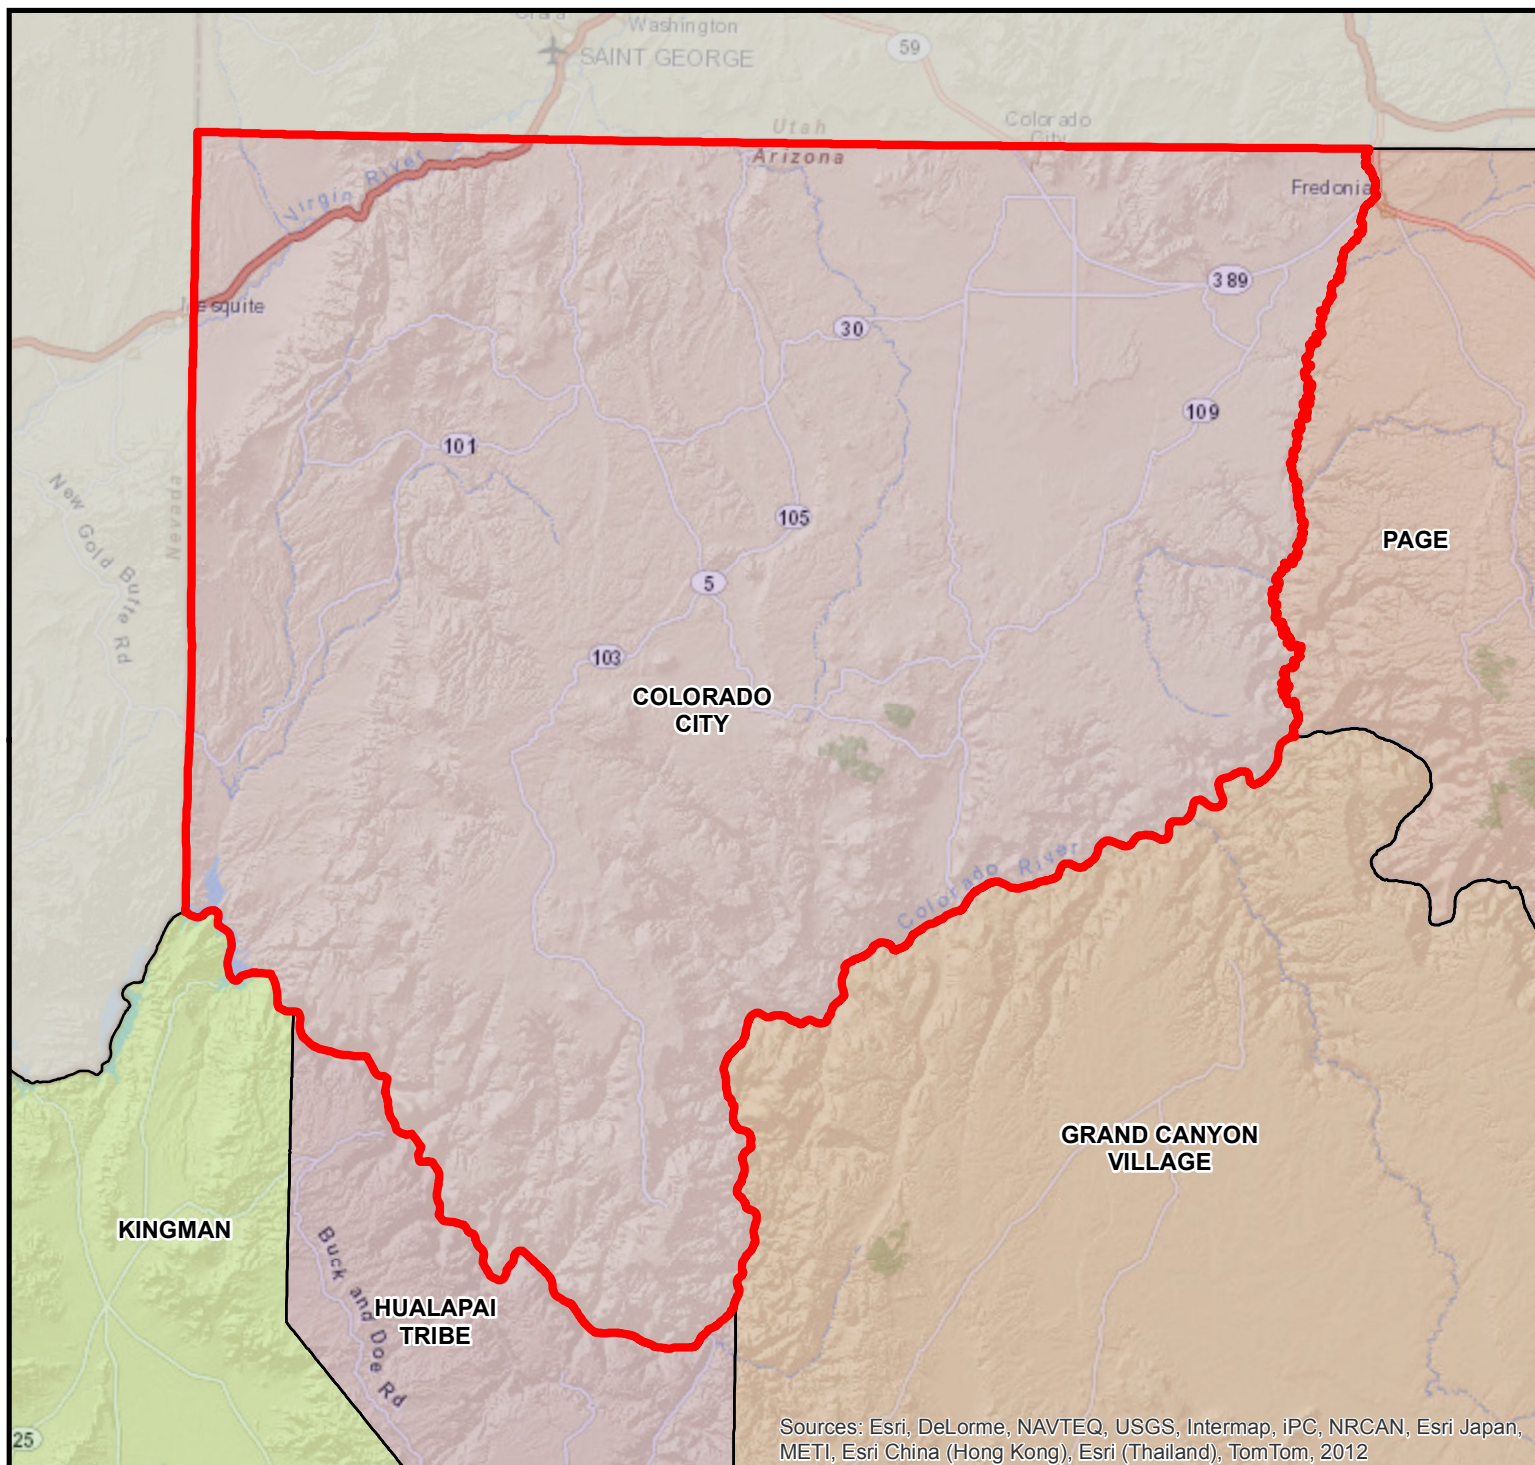 Washington
SAINT GEORGE
59
Colorado
City
Utah
Arizona
Virgin River
Fredonia
389
Mesquite
30
109
101
New Gold Butte Rd
Nevada
105
PAGE
5
103
COLORADO
CITY
Colorado River
GRAND CANYON
VILLAGE
KINGMAN
Buck and Doe Rd
HUALAPAI
TRIBE
25
Sources: Esri, DeLorme, NAVTEQ, USGS, Intermap, iPC, NRCAN, Esri Japan,
METI, Esri China (Hong Kong), Esri (Thailand), TomTom, 2012